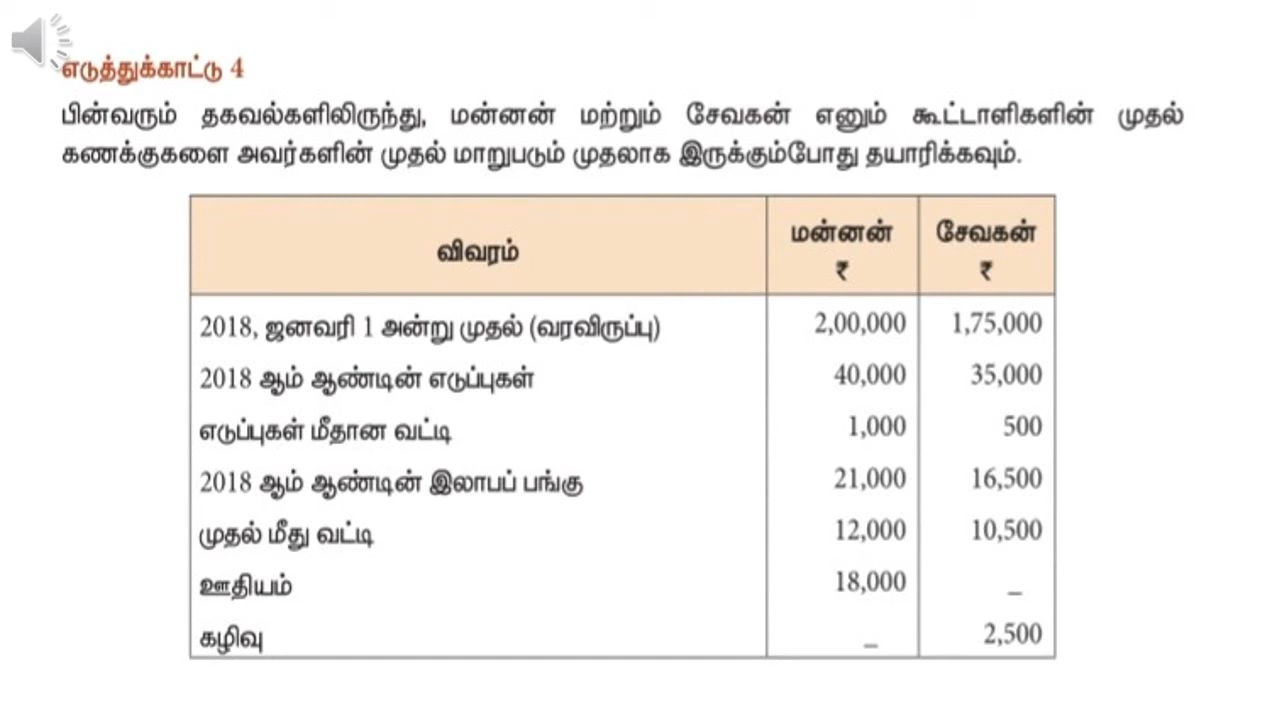 எடுத்துக்காட்டு 4
பின்வரும் தகவல்களிலிருந்து, மன்னன் மற்றும் சேவகன் எனும் கூட்டாளிகளின் முதல்
கணக்குகளை அவர்களின் முதல் மாறுபடும் முதலாக இருக்கும்போது தயாரிக்கவும்.
விவரம் மன்னன் ₹ சேவகன் ₹
2018, ஜனவரி 1 அன்று முதல் (வரவிருப்பு) 2,00,000 1,75,000
2018 ஆம் ஆண்டின் எடுப்புகள் 40,000 35,000
எடுப்புகள் மீதான வட்டி 1,000 500
2018 ஆம் ஆண்டின் இலாபப் பங்கு 21,000 16,500
முதல் மீது வட்டி 12,000 10,500
ஊதியம் 18,000 –
கழிவு – 2,500